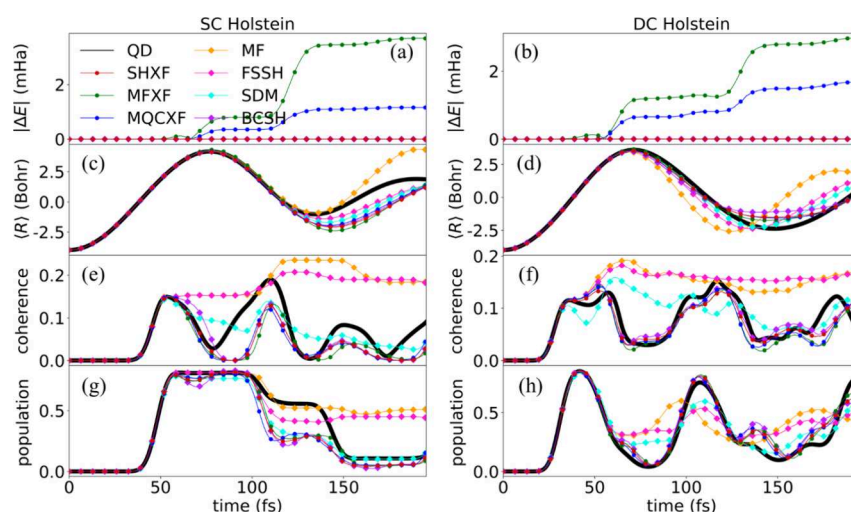 SC Holstein
DC Holstein
QD
SHXF
MFXF
MQCXF
MF
FSSH
SDM
BCSH
(a)
(b)
|ΔE| (mHa)
2
0
|ΔE| (mHa)
2
0
(c)
(d)
⟨R⟩ (Bohr)
2.5
0.0
-2.5
⟨R⟩ (Bohr)
2.5
0.0
-2.5
(e)
(f)
coherence
0.2
0.1
0.0
coherence
0.2
0.1
0.0
(g)
(h)
population
0.5
0.0
population
0.5
0.0
0 50 100 150
0 50 100 150
time (fs)
time (fs)